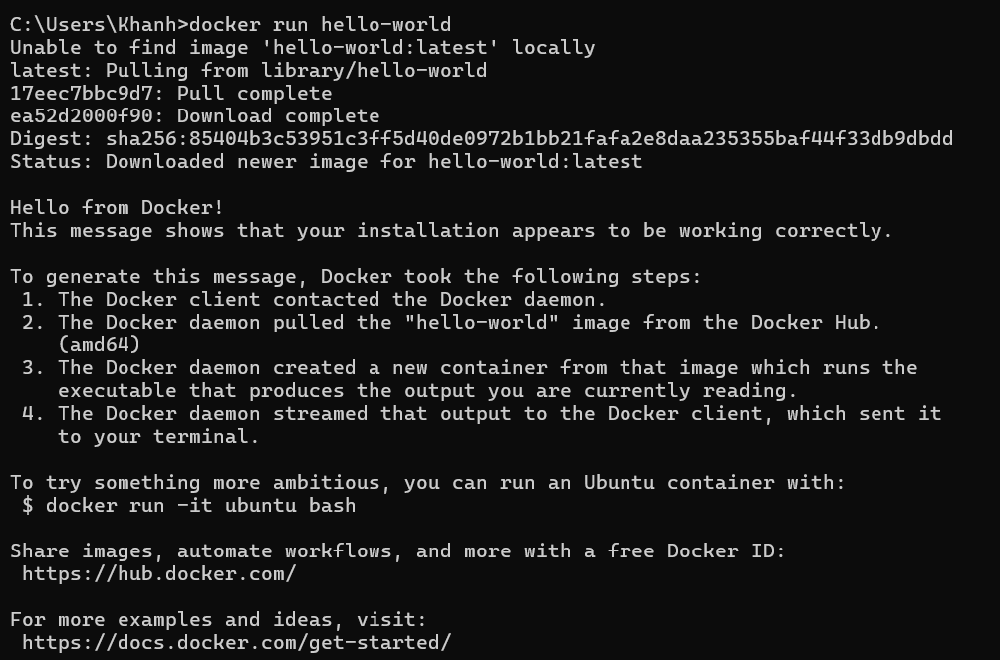 C:\Users\Khanh>docker run hello-world
Unable to find image 'hello-world:latest' locally
latest: Pulling from library/hello-world
17eec7bbc9d7: Pull complete
ea52d2000f90: Download complete
Digest: sha256:85404b3c53951c3ff5d40de0972b1bb21fafa2e8daa235355baf44f33db9dbdd
Status: Downloaded newer image for hello-world:latest

Hello from Docker!
This message shows that your installation appears to be working correctly.

To generate this message, Docker took the following steps:
 1. The Docker client contacted the Docker daemon.
 2. The Docker daemon pulled the "hello-world" image from the Docker Hub.
    (amd64)
 3. The Docker daemon created a new container from that image which runs the
    executable that produces the output you are currently reading.
 4. The Docker daemon streamed that output to the Docker client, which sent it
    to your terminal.

To try something more ambitious, you can run an Ubuntu container with:
 $ docker run -it ubuntu bash

Share images, automate workflows, and more with a free Docker ID:
 https://hub.docker.com/

For more examples and ideas, visit:
 https://docs.docker.com/get-started/